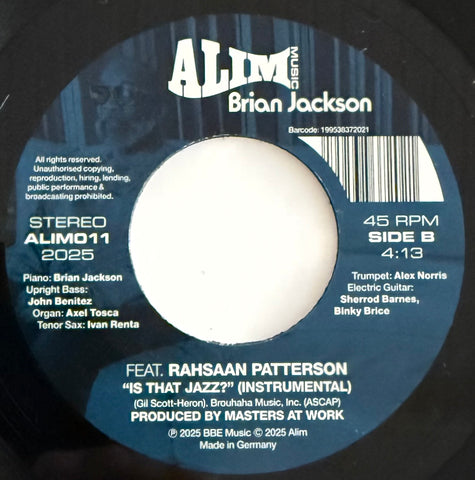 ALIM
MUSIC
Brian Jackson
Barcode: 199538372021
All rights reserved.
Unauthorised copying,
reproduction, hiring, lending,
public performance &
broadcasting prohibited.
STEREO
ALIM011
2025
45 RPM
SIDE B
4:13
Piano: Brian Jackson
Upright Bass:
John Benitez
Organ: Axel Tosca
Tenor Sax: Ivan Renta
Trumpet: Alex Norris
Electric Guitar:
Sherrod Barnes,
Binky Brice
FEAT. RAHSAAN PATTERSON
“IS THAT JAZZ?” (INSTRUMENTAL)
(Gil Scott-Heron). Brouhaha Music, Inc. (ASCAP)
PRODUCED BY MASTERS AT WORK
℗ 2025 BBE Music © 2025 Alim
Made in Germany